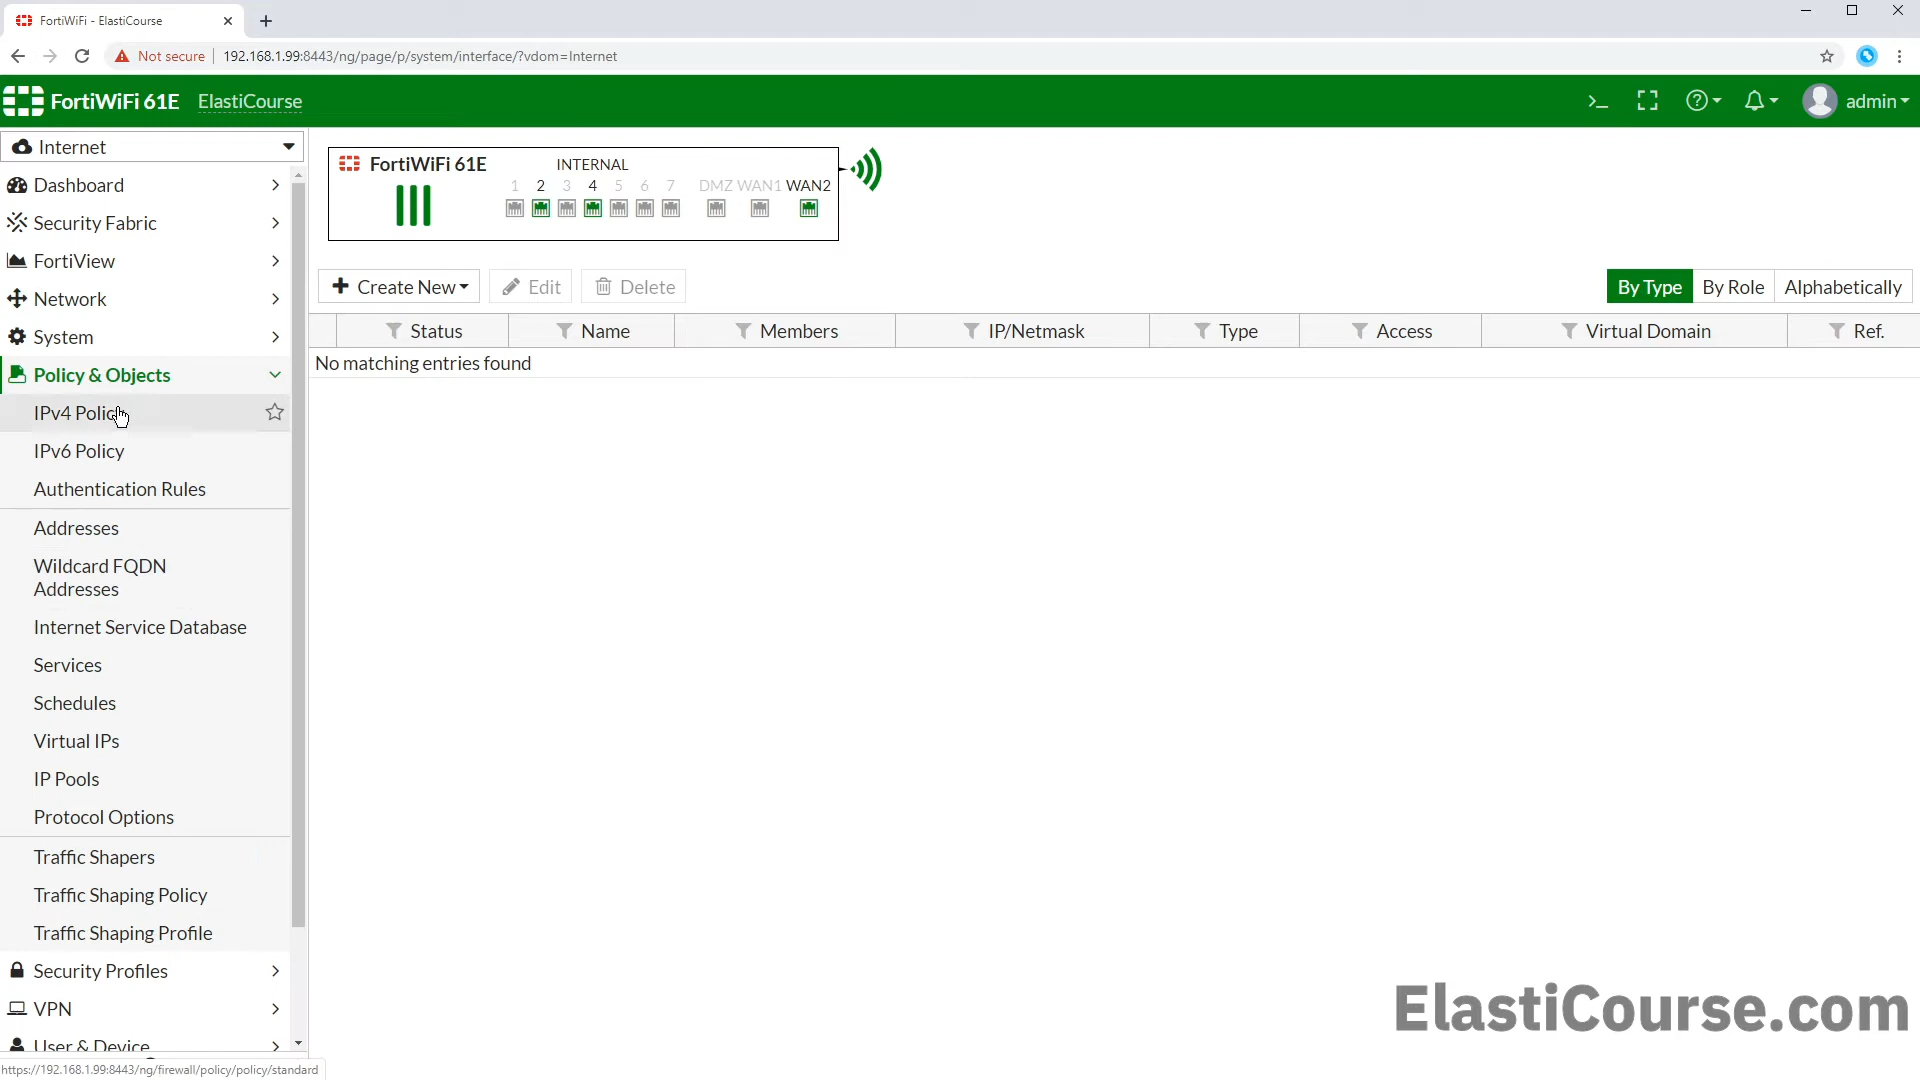 FortiWiFi - ElastiCourse
Not secure
192.168.1.99:8443/ng/page/p/system/interface/?vdom=Internet
FortiWiFi 61E
ElastiCourse
admin
Internet
Dashboard
Security Fabric
FortiView
Network
System
Policy & Objects
IPv4 Policy
IPv6 Policy
Authentication Rules
Addresses
Wildcard FQDN
Addresses
Internet Service Database
Services
Schedules
Virtual IPs
IP Pools
Protocol Options
Traffic Shapers
Traffic Shaping Policy
Traffic Shaping Profile
Security Profiles
VPN
User & Device
https://192.168.1.99:8443/ng/firewall/policy/policy/standard
FortiWiFi 61E
INTERNAL
1 2 3 4 5 6 7 DMZ WAN1 WAN2
Create New
Edit
Delete
By Type
By Role
Alphabetically
Status Name Members IP/Netmask Type Access Virtual Domain Ref.
No matching entries found
ElastiCourse.com